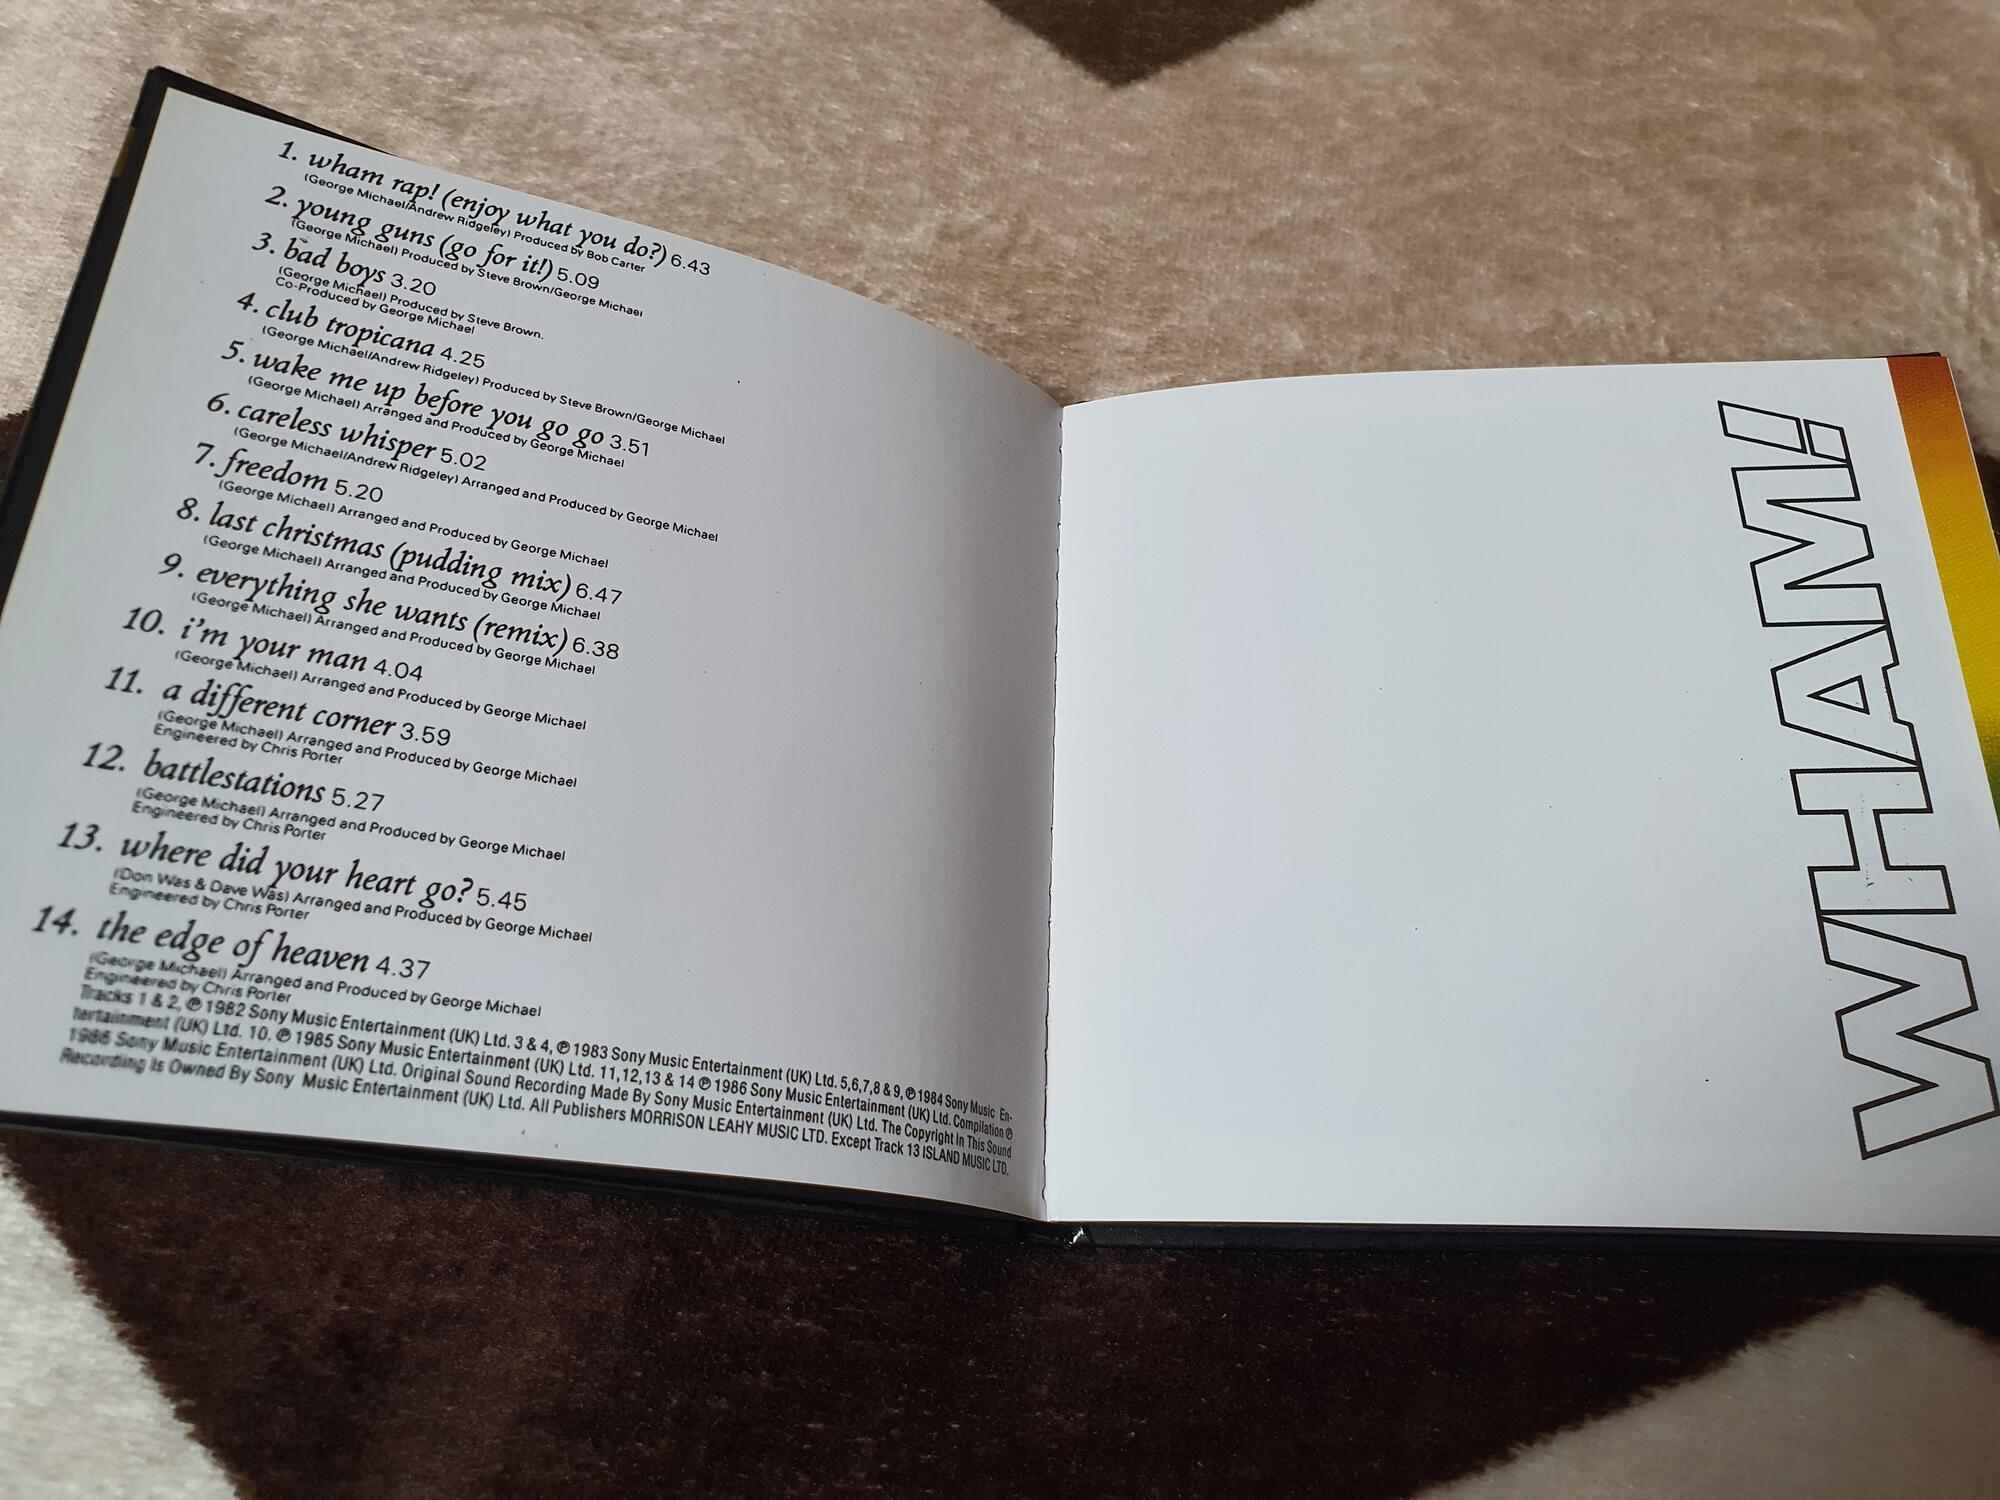 1. wham rap! (enjoy what you do?) 6.43
(George Michael/Andrew Ridgeley) Produced by Bob Carter
2. young guns (go for it!) 5.09
(George Michael) Produced by Steve Brown/George Michael
3. bad boys 3.20
(George Michael) Produced by Steve Brown.
Co-Produced by George Michael
4. club tropicana 4.25
(George Michael/Andrew Ridgeley) Produced by Steve Brown/George Michael
5. wake me up before you go go 3.51
(George Michael) Arranged and Produced by George Michael
6. careless whisper 5.02
(George Michael/Andrew Ridgeley) Arranged and Produced by George Michael
7. freedom 5.20
(George Michael) Arranged and Produced by George Michael
8. last christmas (pudding mix) 6.47
(George Michael) Arranged and Produced by George Michael
9. everything she wants (remix) 6.38
(George Michael) Arranged and Produced by George Michael
10. i'm your man 4.04
(George Michael) Arranged and Produced by George Michael
11. a different corner 3.59
(George Michael) Arranged and Produced by George Michael
Engineered by Chris Porter
12. battlestations 5.27
(George Michael) Arranged and Produced by George Michael
Engineered by Chris Porter
13. where did your heart go? 5.45
(Don Was & Dave Was) Arranged and Produced by George Michael
Engineered by Chris Porter
14. the edge of heaven 4.37
(George Michael) Arranged and Produced by George Michael
Engineered by Chris Porter
Tracks 1 & 2, ℗ 1982 Sony Music Entertainment (UK) Ltd. 3 & 4, ℗ 1983 Sony Music Entertainment (UK) Ltd. 5,6,7,8 & 9, ℗ 1984 Sony Music En-
tertainment (UK) Ltd. 10. ℗ 1985 Sony Music Entertainment (UK) Ltd. 11,12,13 & 14 ℗ 1986 Sony Music Entertainment (UK) Ltd. Compilation ℗
1986 Sony Music Entertainment (UK) Ltd. Original Sound Recording Made By Sony Music Entertainment (UK) Ltd. The Copyright In This Sound
Recording Is Owned By Sony Music Entertainment (UK) Ltd. All Publishers MORRISON LEAHY MUSIC LTD. Except Track 13 ISLAND MUSIC LTD.
WHAM!